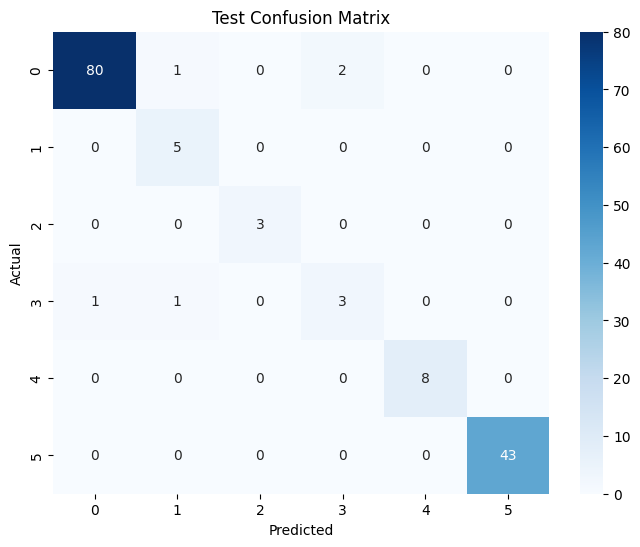 Test Confusion Matrix
Actual
0 80 1 0 2 0 0
1 0 5 0 0 0 0
2 0 0 3 0 0 0
3 1 1 0 3 0 0
4 0 0 0 0 8 0
5 0 0 0 0 0 43
0 1 2 3 4 5
Predicted
80
70
60
50
40
30
20
10
0